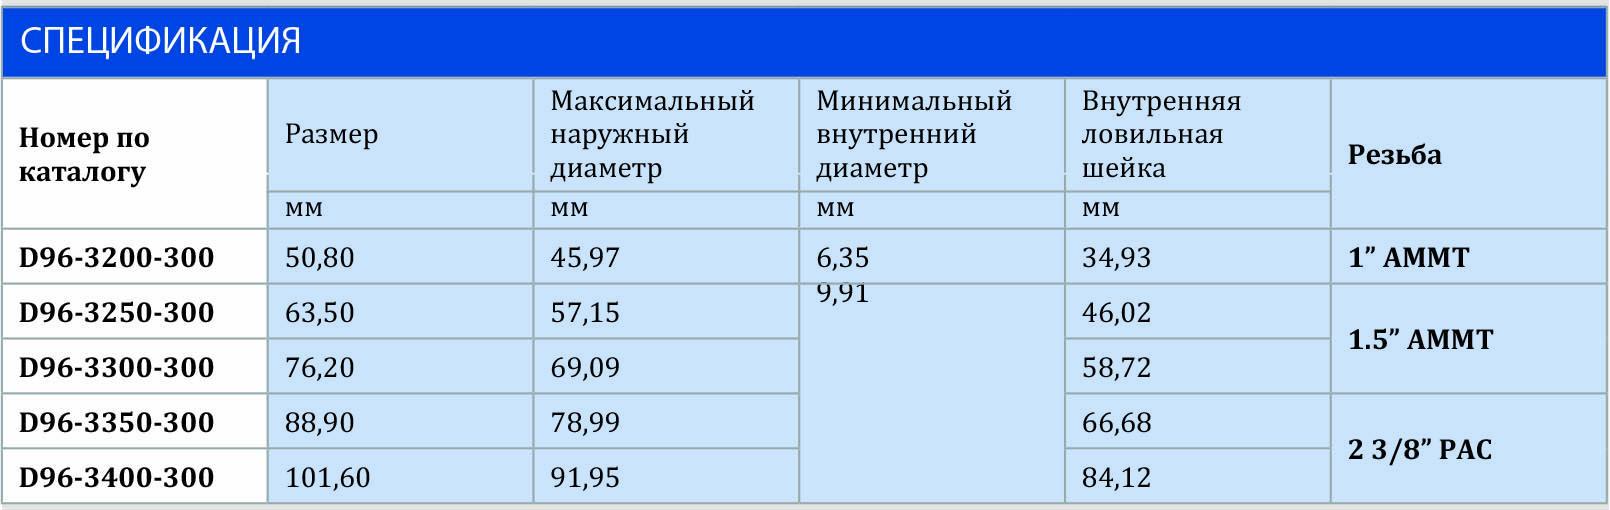 СПЕЦИФИКАЦИЯ
Номер по каталогу Размер Максимальный наружный диаметр Минимальный внутренний диаметр Внутренняя ловильная шейка Резьба
мм мм мм мм
D96-3200-300 50,80 45,97 6,35 34,93 1” АММТ
D96-3250-300 63,50 57,15 9,91 46,02 1.5” АММТ
D96-3300-300 76,20 69,09 58,72
D96-3350-300 88,90 78,99 66,68 2 3/8” РАС
D96-3400-300 101,60 91,95 84,12